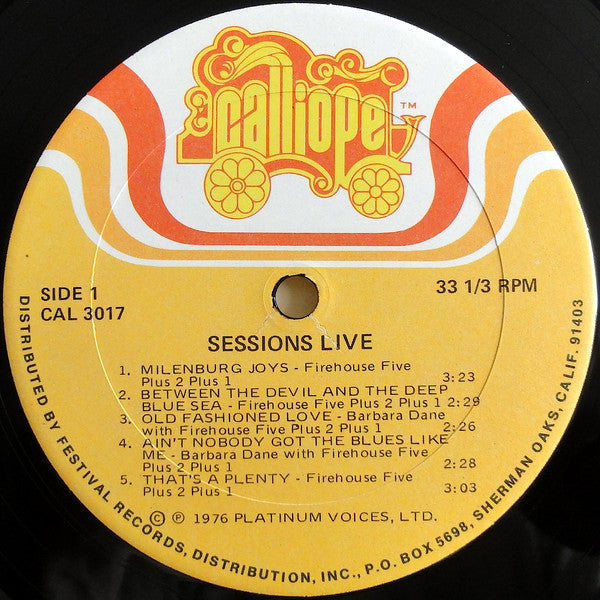 calliope™
SIDE 1
CAL 3017
33 1/3 RPM
SESSIONS LIVE
1. MILENBURG JOYS - Firehouse Five
Plus 2 Plus 1 3:23
2. BETWEEN THE DEVIL AND THE DEEP
BLUE SEA - Firehouse Five Plus 2 Plus 1 2:29
3. OLD FASHIONED LOVE - Barbara Dane
with Firehouse Five Plus 2 Plus 1 2:26
4. AIN'T NOBODY GOT THE BLUES LIKE
ME - Barbara Dane with Firehouse Five
Plus 2 Plus 1 2:28
5. THAT'S A PLENTY - Firehouse Five
Plus 2 Plus 1 3:03
© ℗ 1976 PLATINUM VOICES, LTD.
DISTRIBUTED BY FESTIVAL RECORDS, DISTRIBUTION, INC., P.O. BOX 5698, SHERMAN OAKS, CALIF. 91403